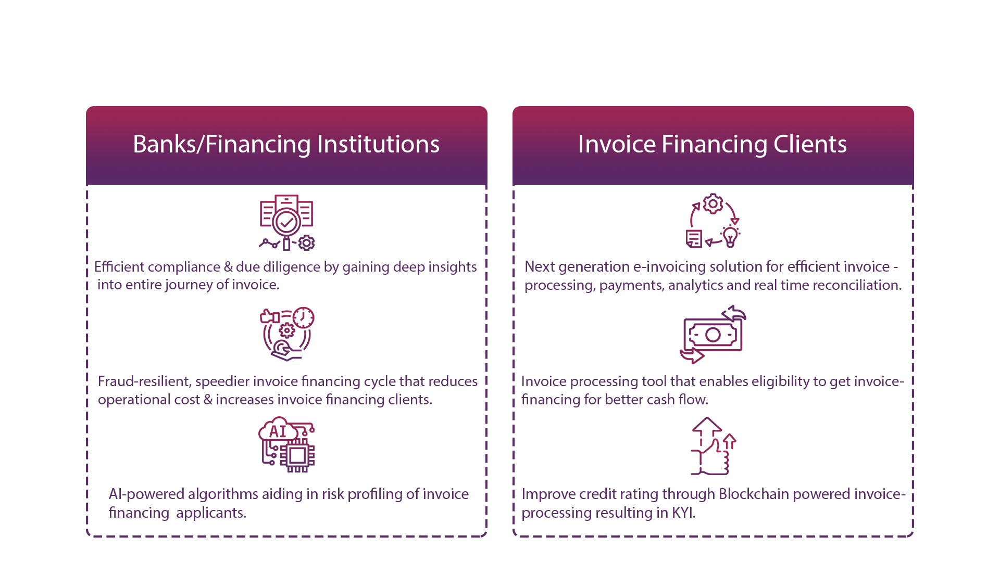 Banks/Financing Institutions
Efficient compliance & due diligence by gaining deep insights
into entire journey of invoice.
Fraud-resilient, speedier invoice financing cycle that reduces
operational cost & increases invoice financing clients.
AI
AI-powered algorithms aiding in risk profiling of invoice
financing applicants.
Invoice Financing Clients
Next generation e-invoicing solution for efficient invoice -
processing, payments, analytics and real time reconciliation.
Invoice processing tool that enables eligibility to get invoice-
financing for better cash flow.
Improve credit rating through Blockchain powered invoice-
processing resulting in KYI.